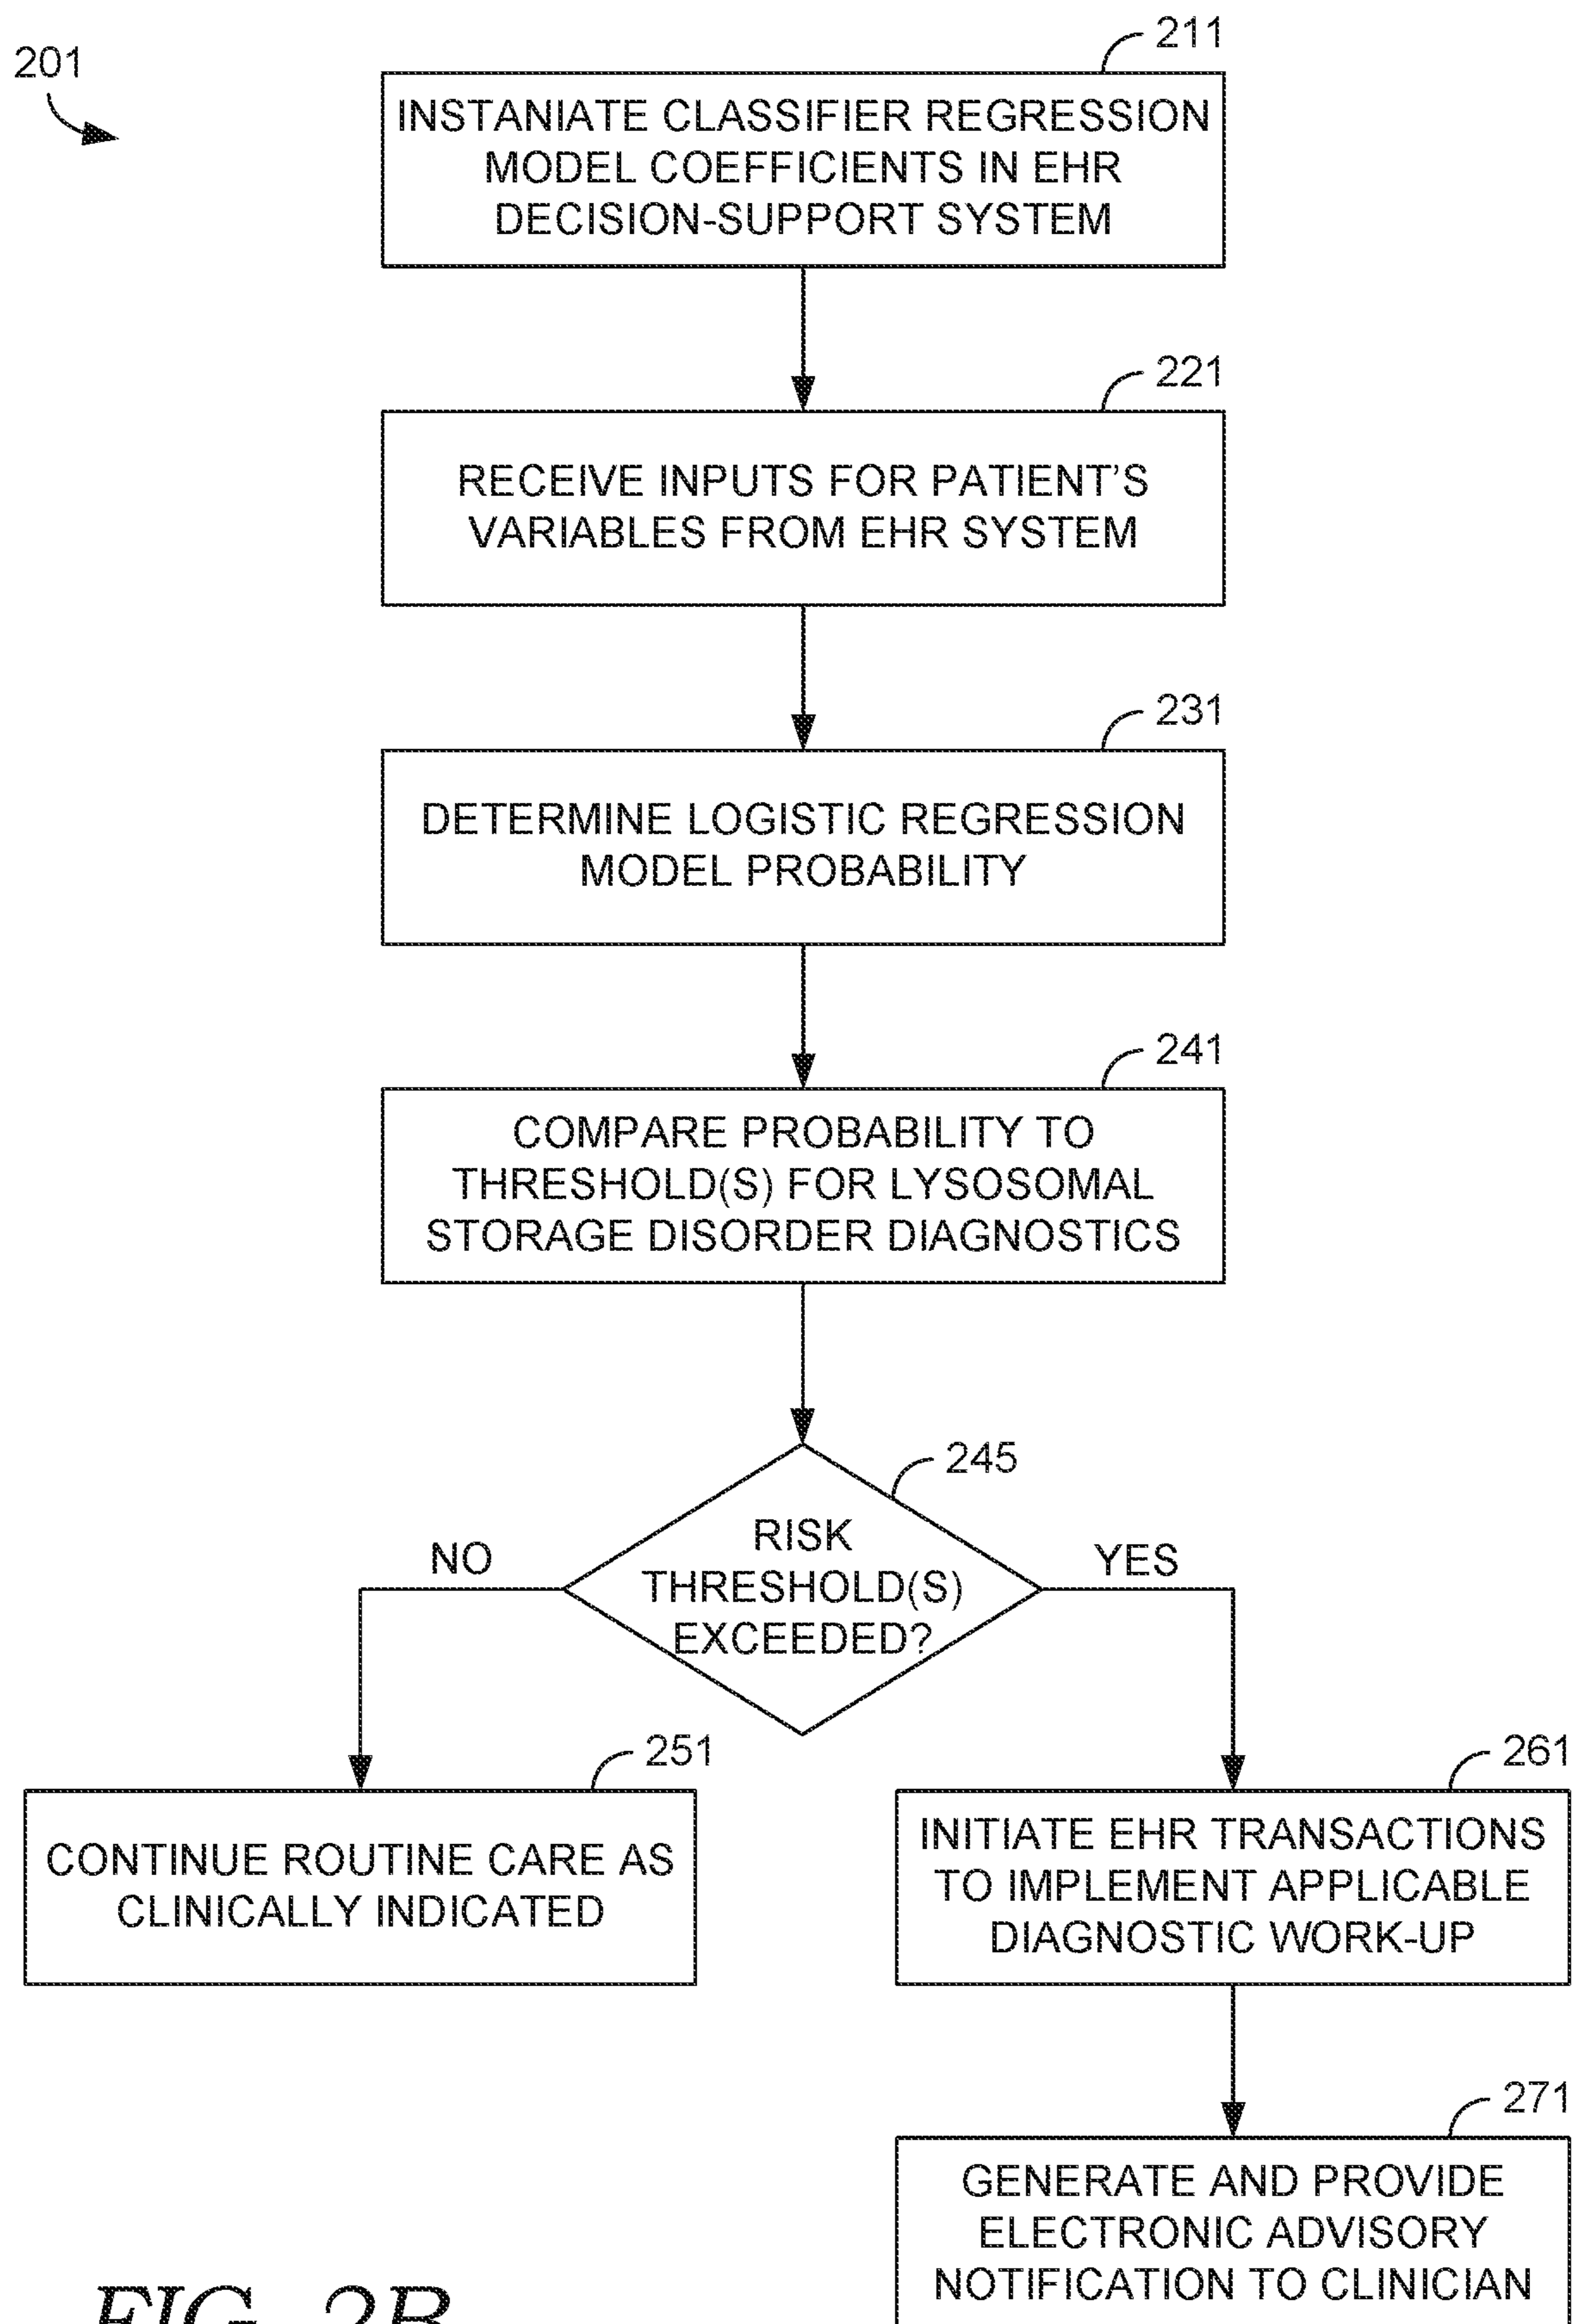 201
211
INSTANIATE CLASSIFIER REGRESSION
MODEL COEFFICIENTS IN EHR
DECISION-SUPPORT SYSTEM
221
RECEIVE INPUTS FOR PATIENT'S
VARIABLES FROM EHR SYSTEM
231
DETERMINE LOGISTIC REGRESSION
MODEL PROBABILITY
241
COMPARE PROBABILITY TO
THRESHOLD(S) FOR LYSOSOMAL
STORAGE DISORDER DIAGNOSTICS
245
RISK
THRESHOLD(S)
EXCEEDED?
NO
YES
251
CONTINUE ROUTINE CARE AS
CLINICALLY INDICATED
261
INITIATE EHR TRANSACTIONS
TO IMPLEMENT APPLICABLE
DIAGNOSTIC WORK-UP
271
GENERATE AND PROVIDE
ELECTRONIC ADVISORY
NOTIFICATION TO CLINICIAN
FIG. 2B